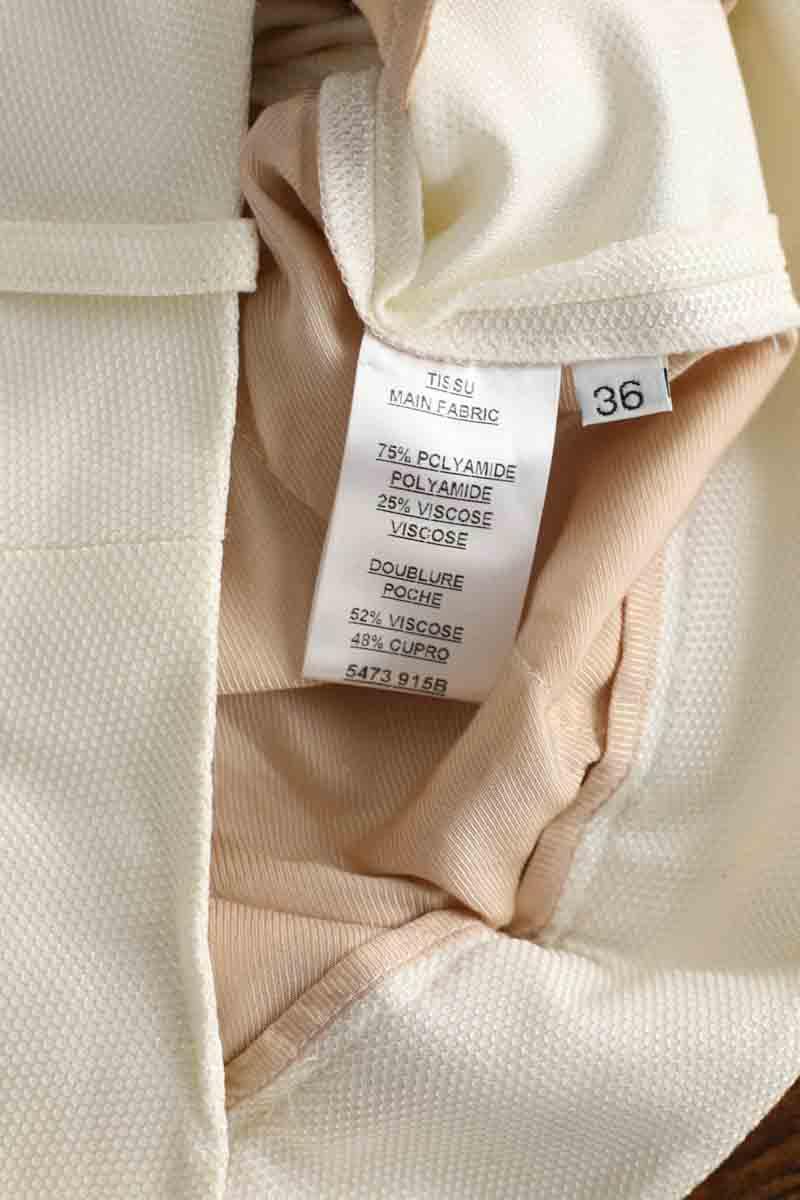 TISSU
MAIN FABRIC
36
75% POLYAMIDE
POLYAMIDE
25% VISCOSE
VISCOSE
DOUBLURE
POCHE
52% VISCOSE
48% CUPRO
5473 915B